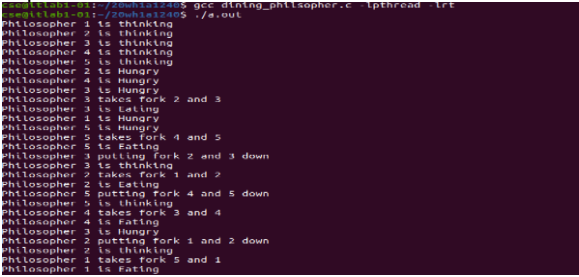 cse@itlab1-01:~/20wh1a1240$ gcc dining_philsopher.c -lpthread -lrt
cse@itlab1-01:~/20wh1a1240$ ./a.out
Philosopher 1 is thinking
Philosopher 2 is thinking
Philosopher 3 is thinking
Philosopher 4 is thinking
Philosopher 5 is thinking
Philosopher 2 is Hungry
Philosopher 4 is Hungry
Philosopher 3 is Hungry
Philosopher 3 takes fork 2 and 3
Philosopher 3 is Eating
Philosopher 1 is Hungry
Philosopher 5 is Hungry
Philosopher 5 takes fork 4 and 5
Philosopher 5 is Eating
Philosopher 3 putting fork 2 and 3 down
Philosopher 3 is thinking
Philosopher 2 takes fork 1 and 2
Philosopher 2 is Eating
Philosopher 5 putting fork 4 and 5 down
Philosopher 5 is thinking
Philosopher 4 takes fork 3 and 4
Philosopher 4 is Eating
Philosopher 3 is Hungry
Philosopher 2 putting fork 1 and 2 down
Philosopher 2 is thinking
Philosopher 1 takes fork 5 and 1
Philosopher 1 is Eating